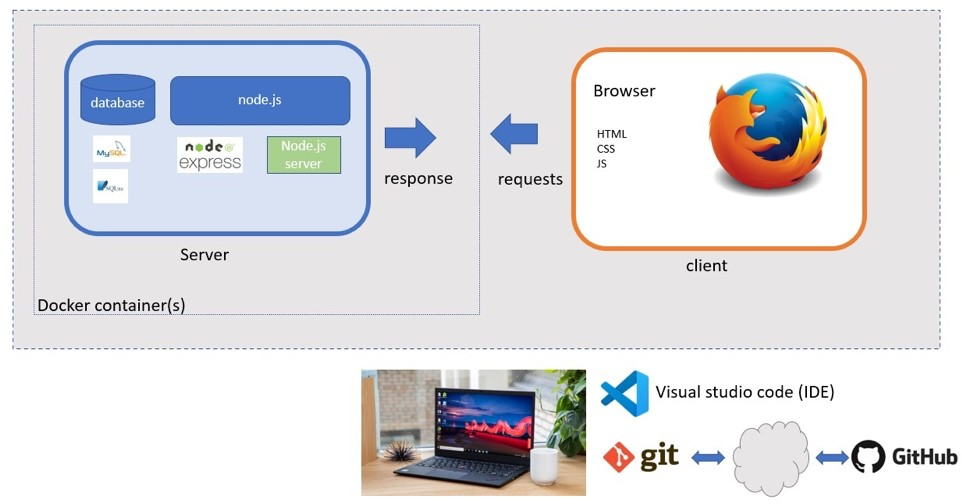 database
node.js
MySQL
SQLite
node
express
Node.js
server
response
requests
Browser
HTML
CSS
JS
Server
client
Docker container(s)
Visual studio code (IDE)
git
GitHub